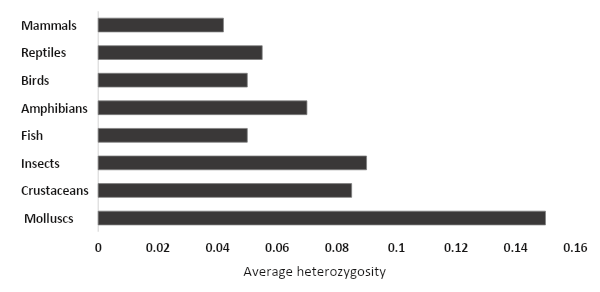 Mammals
Reptiles
Birds
Amphibians
Fish
Insects
Crustaceans
Molluscs
0 0.02 0.04 0.06 0.08 0.1 0.12 0.14 0.16
Average heterozygosity